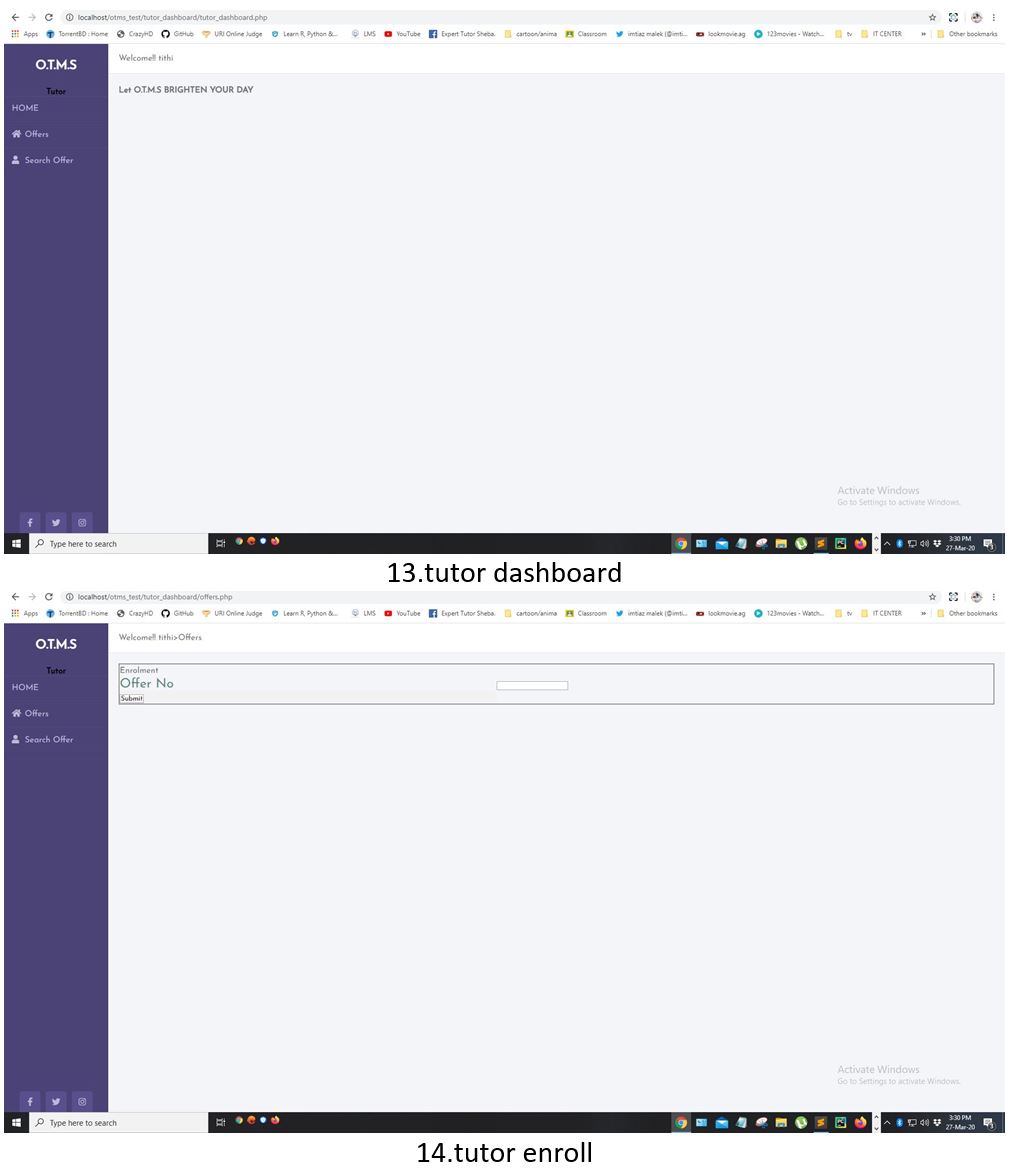 localhost/otms_test/tutor_dashboard/tutor_dashboard.php
Apps TorrentBD : Home CrazyHD GitHub URI Online Judge Learn R, Python &... LMS YouTube Expert Tutor Sheba. cartoon/anima Classroom imtiaz malek (@imti... lookmovie.ag 123movies - Watch... tv IT CENTER » Other bookmarks
O.T.M.S
Welcome!! tithi
Tutor
Let O.T.M.S BRIGHTEN YOUR DAY
HOME
Offers
Search Offer
Activate Windows
Go to Settings to activate Windows.
Type here to search
3:30 PM
27-Mar-20
13.tutor dashboard
localhost/otms_test/tutor_dashboard/offers.php
Apps TorrentBD : Home CrazyHD GitHub URI Online Judge Learn R, Python &... LMS YouTube Expert Tutor Sheba. cartoon/anima Classroom imtiaz malek (@imti... lookmovie.ag 123movies - Watch... tv IT CENTER » Other bookmarks
O.T.M.S
Welcome!! tithi>Offers
Tutor
Enrolment
HOME
Offer No
Submit
Offers
Search Offer
Activate Windows
Go to Settings to activate Windows.
Type here to search
3:30 PM
27-Mar-20
14.tutor enroll